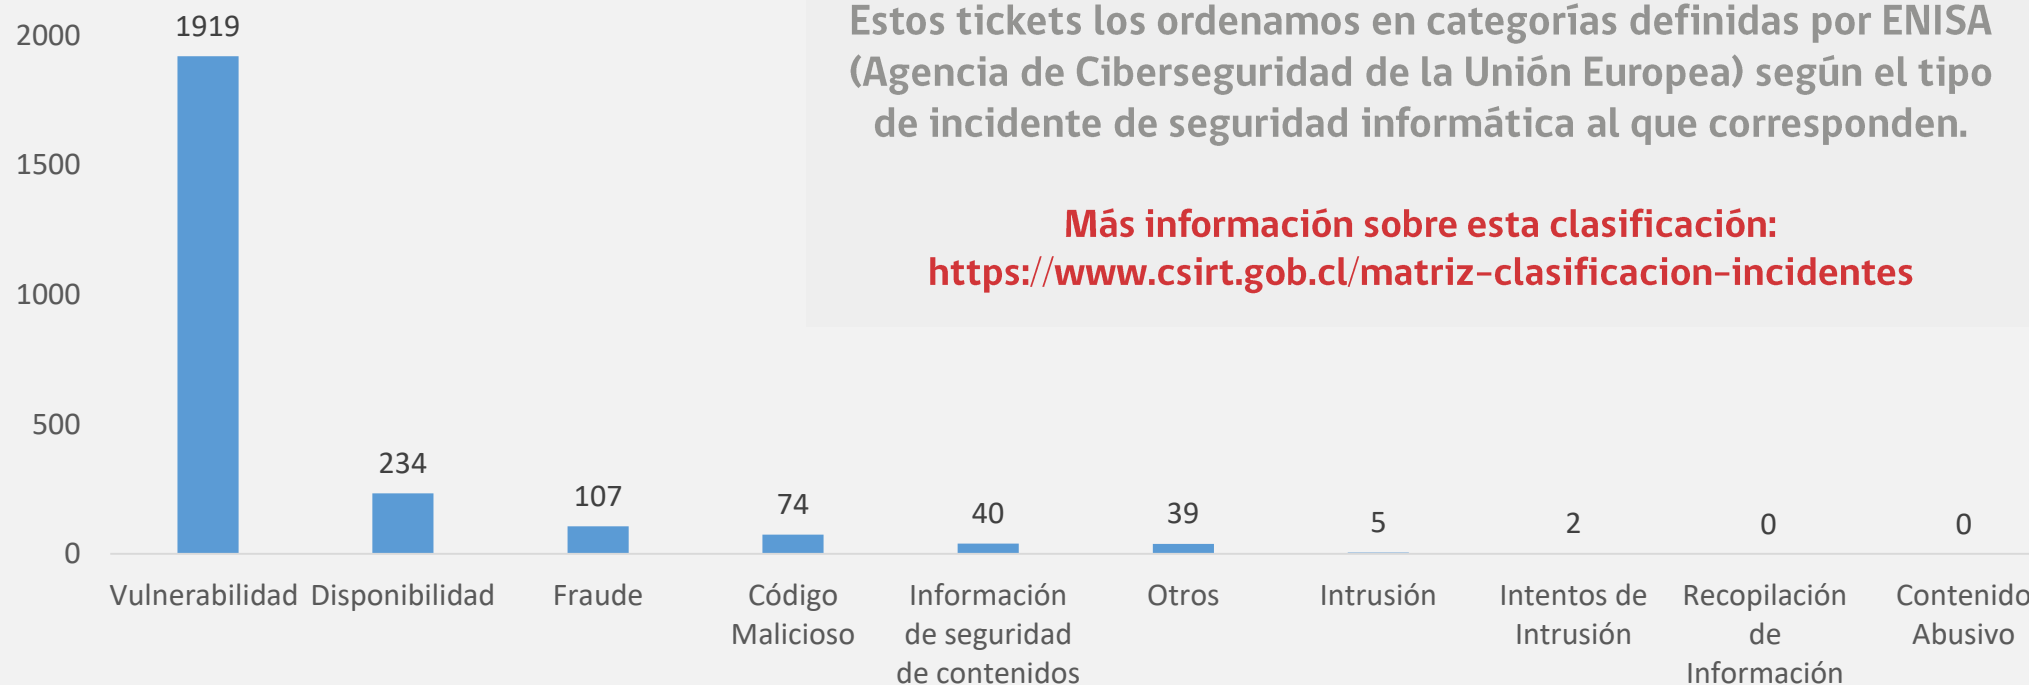 Estos tickets los ordenamos en categorías definidas por ENISA
(Agencia de Ciberseguridad de la Unión Europea) según el tipo
de incidente de seguridad informática al que corresponden.
Más información sobre esta clasificación:
https://www.csirt.gob.cl/matriz-clasificacion-incidentes
2000
1500
1000
500
0
1919
234
107
74
40
39
5
2
0
0
Vulnerabilidad
Disponibilidad
Fraude
Código
Malicioso
Información
de seguridad
de contenidos
Otros
Intrusión
Intentos de
Intrusión
Recopilación
de
Información
Contenido
Abusivo